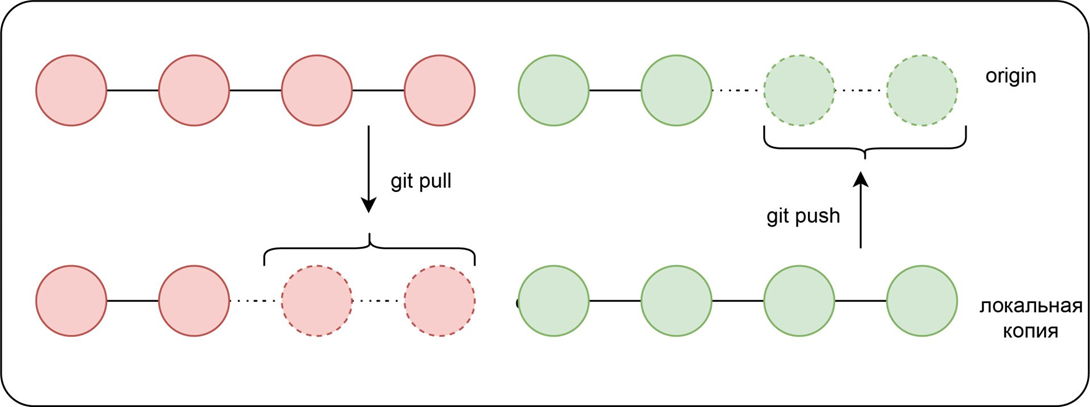 origin
git pull
git push
локальная
копия